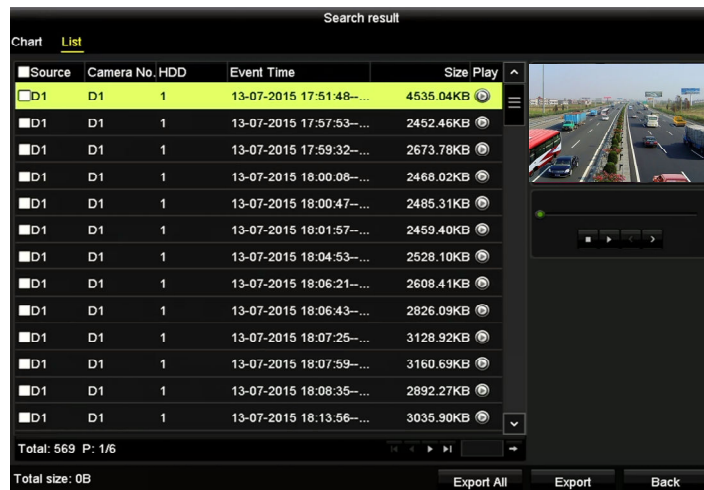 Search result
Chart List
Source Camera No. HDD Event Time Size Play
D1 D1 1 13-07-2015 17:51:48--... 4535.04KB
D1 D1 1 13-07-2015 17:57:53--... 2452.46KB
D1 D1 1 13-07-2015 17:59:32--... 2673.78KB
D1 D1 1 13-07-2015 18:00:08--... 2468.02KB
D1 D1 1 13-07-2015 18:00:47--... 2485.31KB
D1 D1 1 13-07-2015 18:01:57--... 2459.40KB
D1 D1 1 13-07-2015 18:04:53--... 2528.10KB
D1 D1 1 13-07-2015 18:06:21--... 2608.41KB
D1 D1 1 13-07-2015 18:06:43--... 2826.09KB
D1 D1 1 13-07-2015 18:07:25--... 3128.92KB
D1 D1 1 13-07-2015 18:07:59--... 3160.69KB
D1 D1 1 13-07-2015 18:08:35--... 2892.27KB
D1 D1 1 13-07-2015 18:13:56--... 3035.90KB
Total: 569 P: 1/6
Total size: 0B Export All Export Back